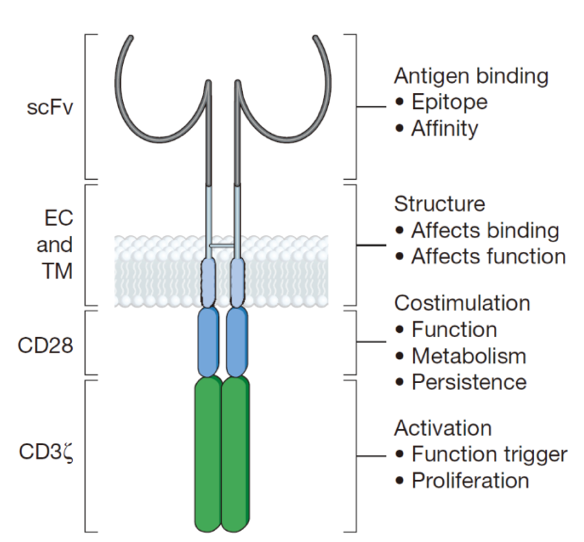 scFv
Antigen binding
• Epitope
• Affinity
EC
and
TM
Structure
• Affects binding
• Affects function
CD28
Costimulation
• Function
• Metabolism
• Persistence
CD3ζ
Activation
• Function trigger
• Proliferation